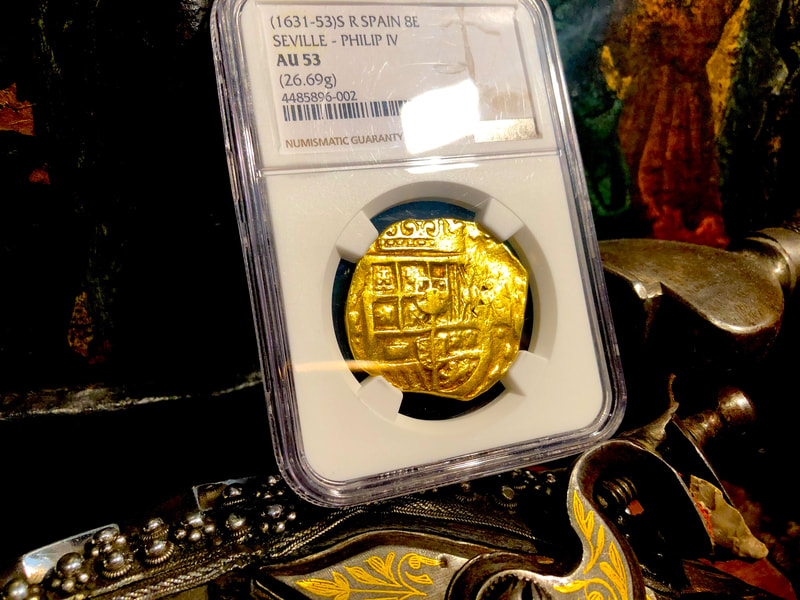 (1631-53)S R SPAIN 8E
SEVILLE - PHILIP IV
AU 53
(26.69g)
4485896-002
NUMISMATIC GUARANTY